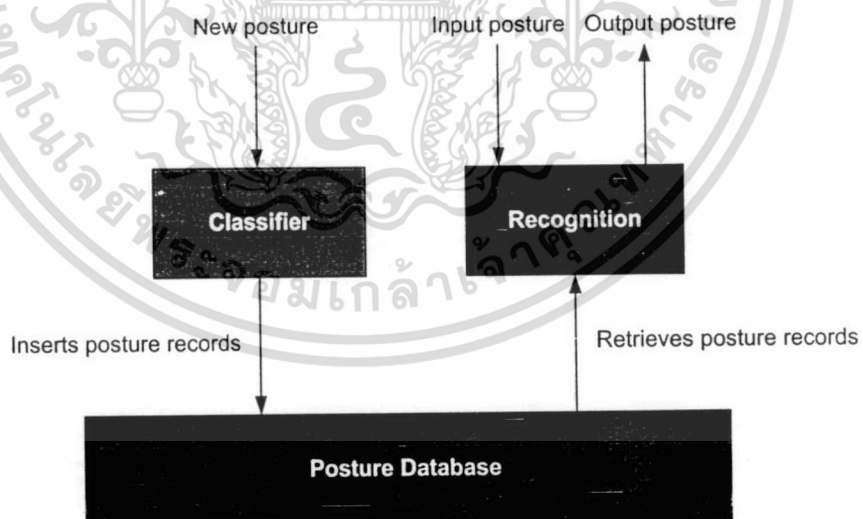 New posture
Input posture
Output posture
Classifier
Recognition
Inserts posture records
Retrieves posture records
Posture Database